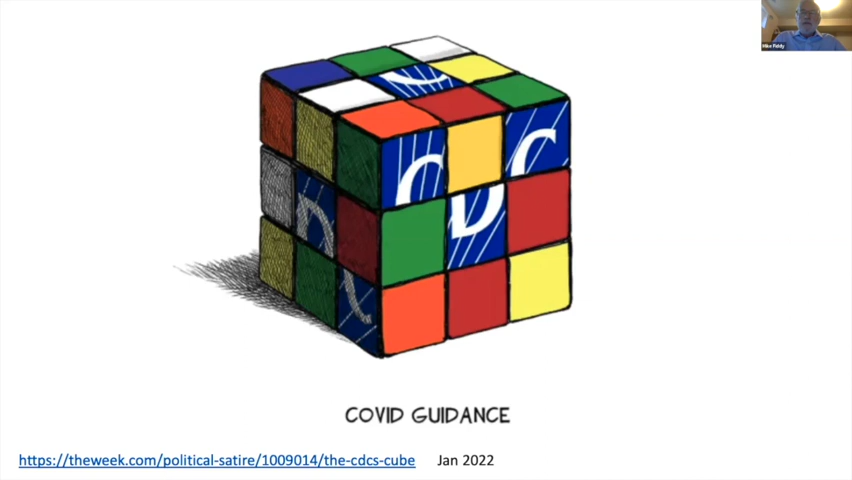 C
D
C
D
COVID GUIDANCE
https://theweek.com/political-satire/1009014/the-cdcs-cube Jan 2022